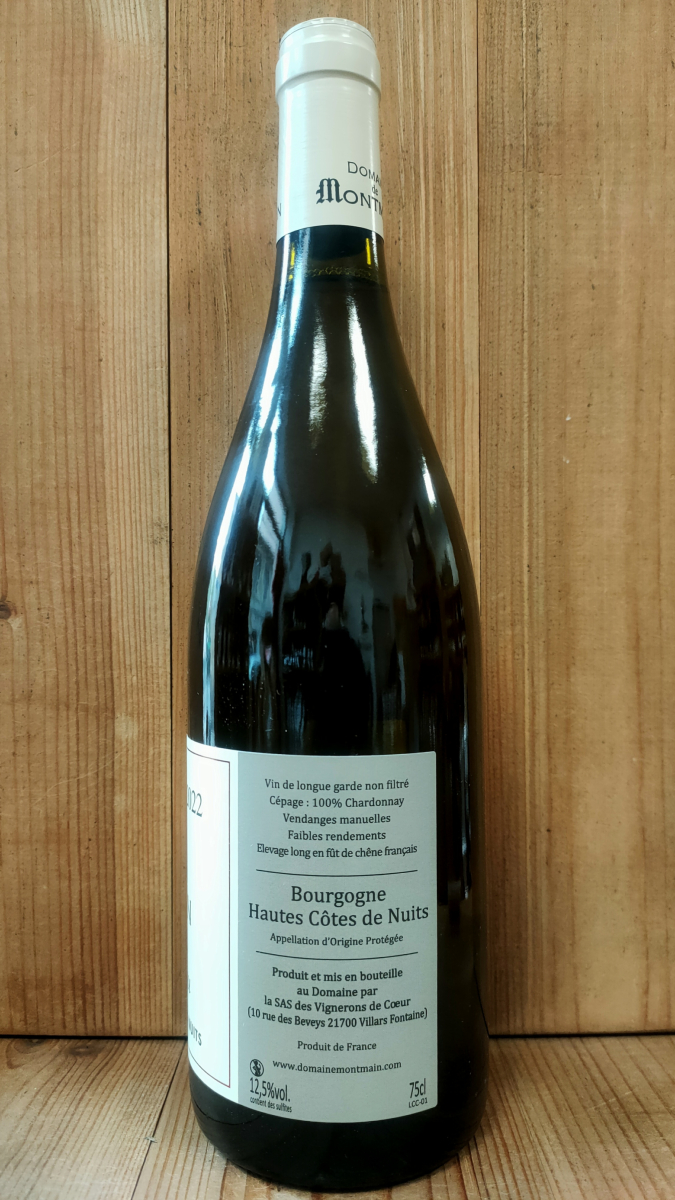 de
Vin de longue garde non filtré
Cépage : 100% Chardonnay
Vendanges manuelles
Faibles rendements
Elevage long en fût de chêne français
Bourgogne
Hautes Côtes de Nuits
Appellation d'Origine Protégée
Produit et mis en bouteille
au Domaine par
la SAS des Vignerons de Cœur
(10 rue des Beveys 21700 Villars Fontaine)
Produit de France
www.domainemontmain.com
12,5%vol. 75cl
contient des sulfites LCC-01